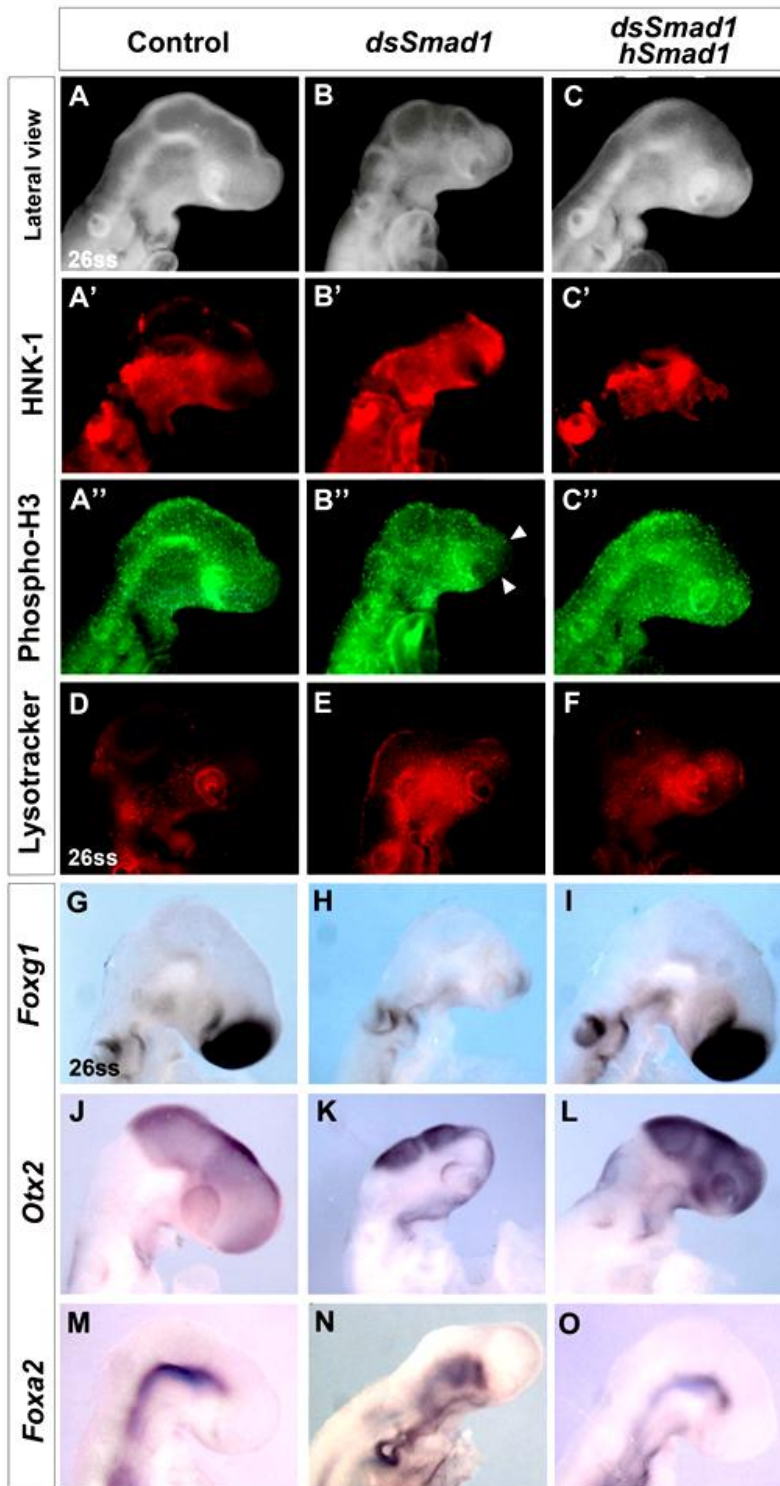 Control dsSmad1 dsSmad1
hSmad1
Lateral view
A B C
26ss
HNK-1
A’ B’ C’
Phospho-H3
A’’ B’’ C’’
Lysotracker
D E F
26ss
Foxg1
G H I
26ss
Otx2
J K L
Foxa2
M N O